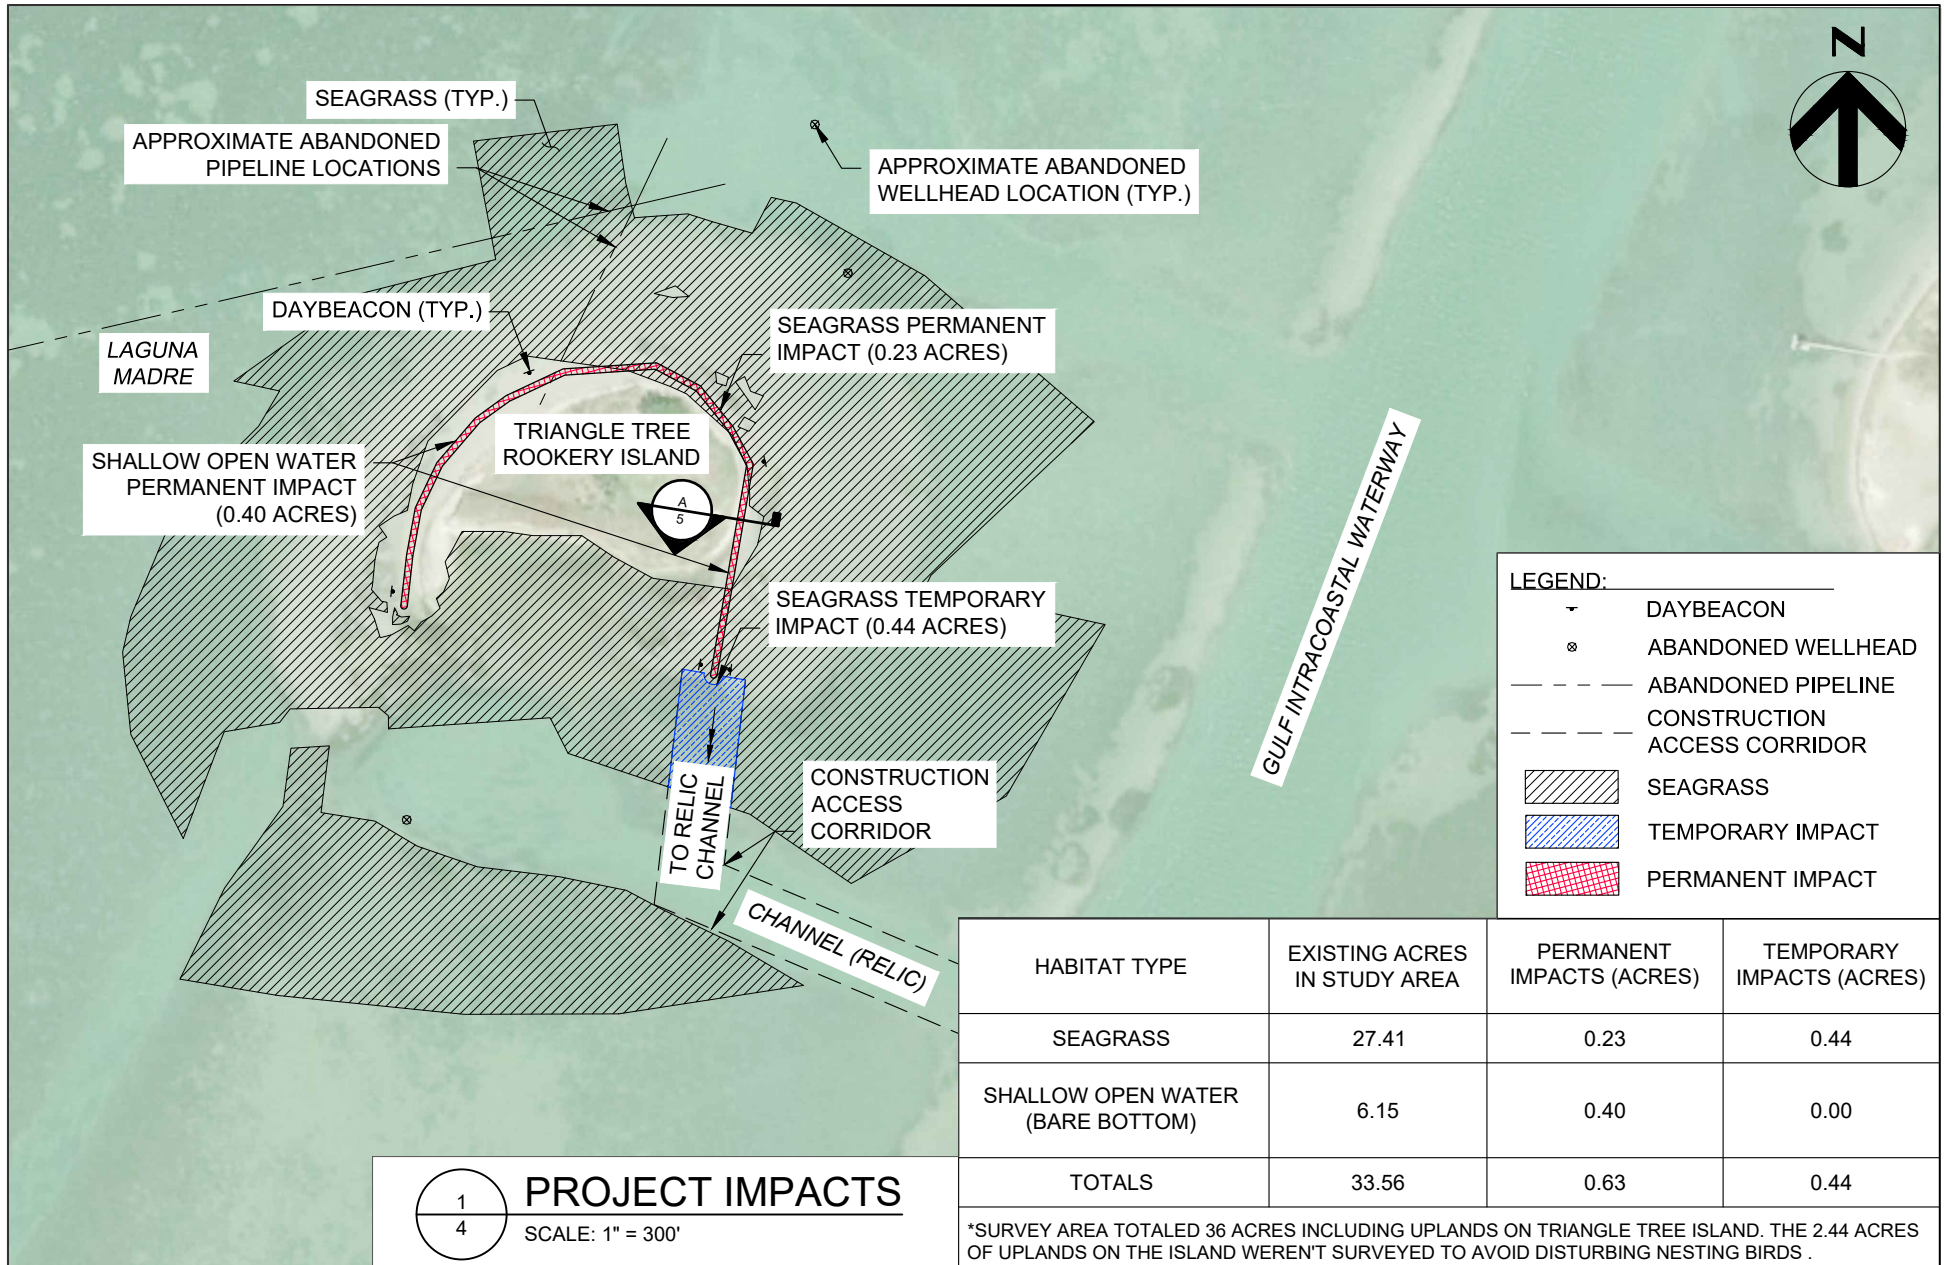 N
SEAGRASS (TYP.)
APPROXIMATE ABANDONED
PIPELINE LOCATIONS
APPROXIMATE ABANDONED
WELLHEAD LOCATION (TYP.)
DAYBEACON (TYP.)
LAGUNA
MADRE
SEAGRASS PERMANENT
IMPACT (0.23 ACRES)
TRIANGLE TREE
ROOKERY ISLAND
SHALLOW OPEN WATER
PERMANENT IMPACT
(0.40 ACRES)
A
5
SEAGRASS TEMPORARY
IMPACT (0.44 ACRES)
GULF INTRACOASTAL WATERWAY
TO RELIC
CHANNEL
CONSTRUCTION
ACCESS
CORRIDOR
CHANNEL (RELIC)
LEGEND:
DAYBEACON
ABANDONED WELLHEAD
ABANDONED PIPELINE
CONSTRUCTION
ACCESS CORRIDOR
SEAGRASS
TEMPORARY IMPACT
PERMANENT IMPACT
HABITAT TYPE
EXISTING ACRES
IN STUDY AREA
PERMANENT
IMPACTS (ACRES)
TEMPORARY
IMPACTS (ACRES)
SEAGRASS 27.41 0.23 0.44
SHALLOW OPEN WATER
(BARE BOTTOM) 6.15 0.40 0.00
TOTALS 33.56 0.63 0.44
*SURVEY AREA TOTALED 36 ACRES INCLUDING UPLANDS ON TRIANGLE TREE ISLAND. THE 2.44 ACRES
OF UPLANDS ON THE ISLAND WEREN'T SURVEYED TO AVOID DISTURBING NESTING BIRDS .
1
4
PROJECT IMPACTS
SCALE: 1" = 300'